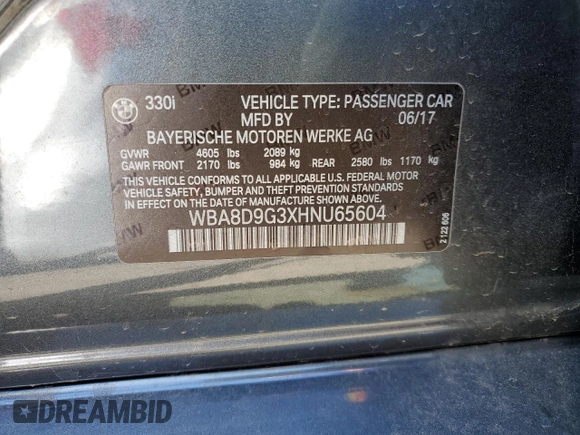 330i VEHICLE TYPE: PASSENGER CAR
MFD BY 06/17
BAYERISCHE MOTOREN WERKE AG
GVWR 4605 lbs 2089 kg
GAWR FRONT 2170 lbs 984 kg REAR 2580 lbs 1170 kg
THIS VEHICLE CONFORMS TO ALL APPLICABLE U.S. FEDERAL MOTOR
VEHICLE SAFETY, BUMPER AND THEFT PREVENTION STANDARDS
IN EFFECT ON THE DATE OF MANUFACTURE SHOWN ABOVE.
WBA8D9G3XHNU65604
2 122 606
BMW
DREAMBID